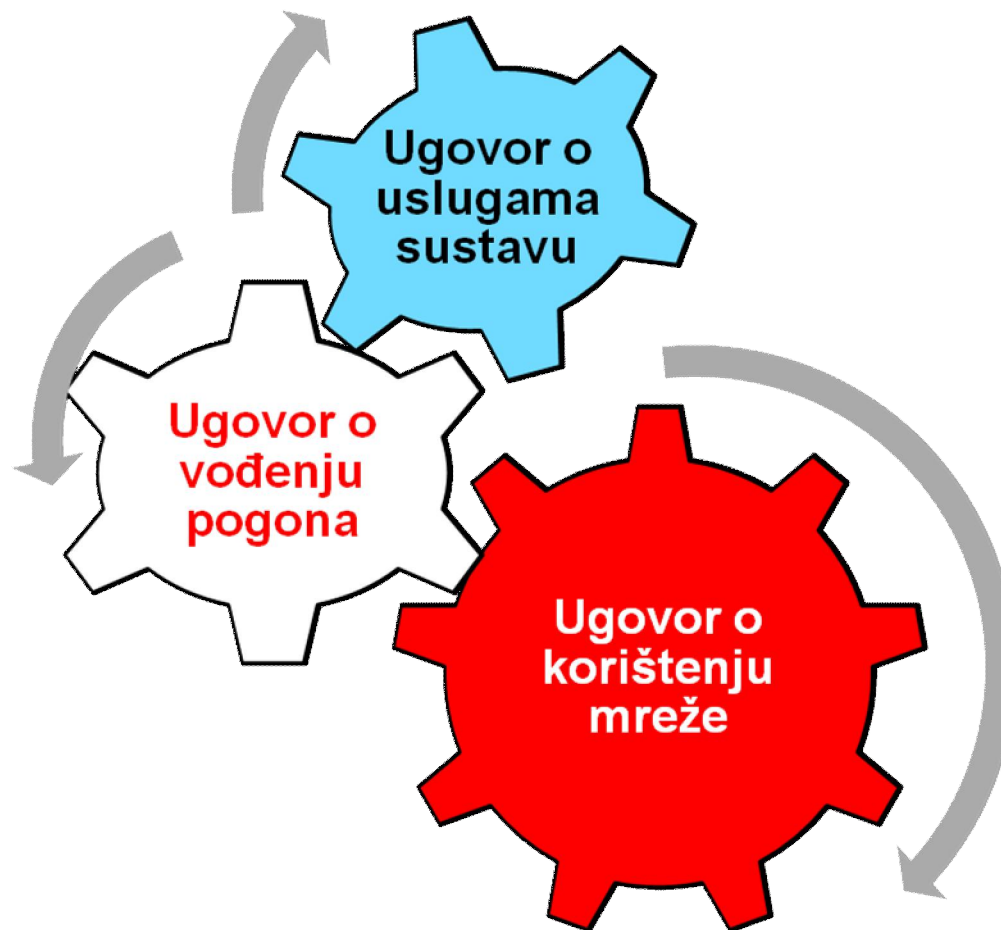 Ugovor o
uslugama
sustavu
Ugovor o
vođenju
pogona
Ugovor o
korištenju
mreže